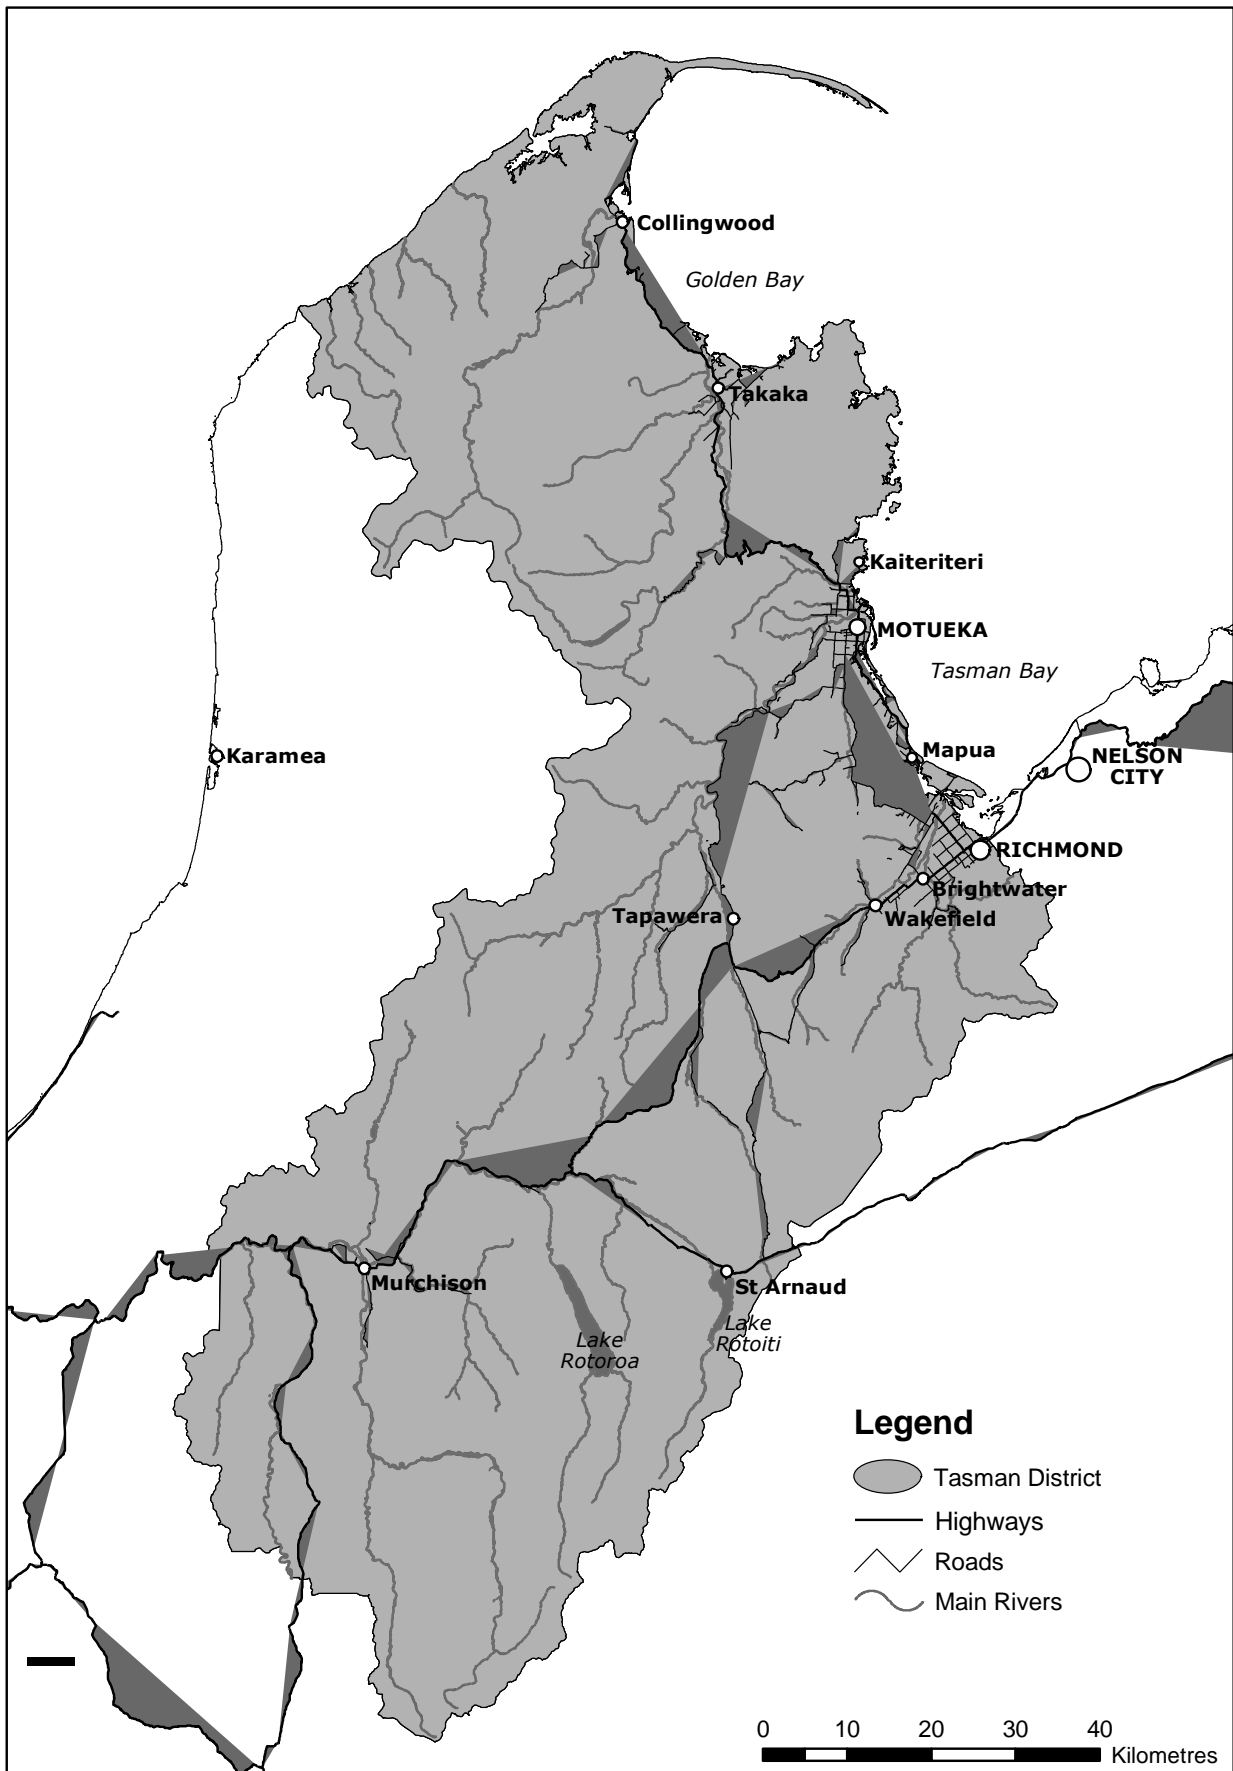 Collingwood
Golden Bay
Takaka
Kaiteriteri
MOTUEKA
Tasman Bay
Karamea
Mapua
NELSON
CITY
RICHMOND
Brightwater
Wakefield
Tapawera
Murchison
St Arnaud
Lake
Rotoiti
Lake
Rotoroa
Legend
Tasman District
Highways
Roads
Main Rivers
0 10 20 30 40
Kilometres